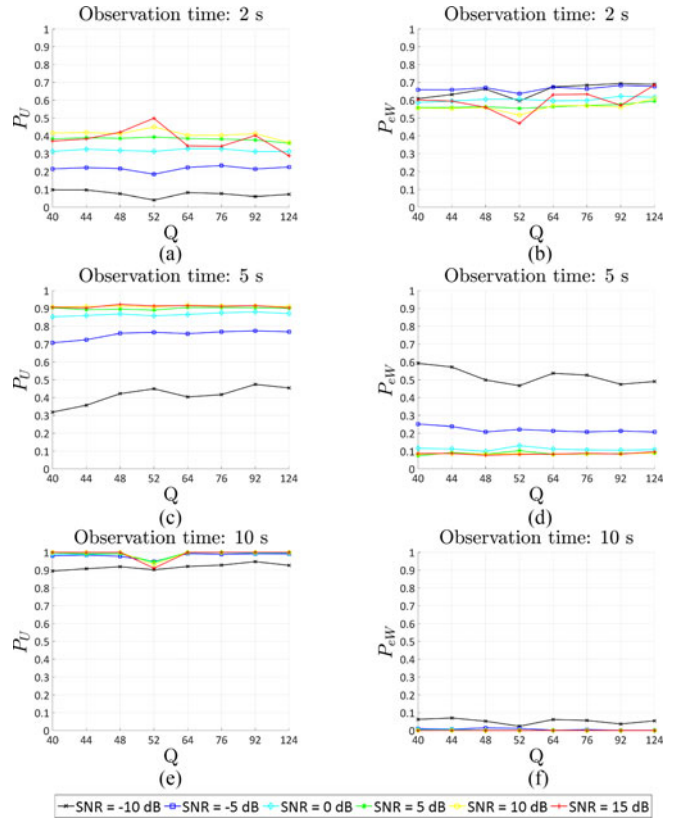 Observation time: 2 s
1
0.9
0.8
0.7
0.6
0.5
0.4
0.3
0.2
0.1
0
P_U
40 44 48 52 64 76 92 124
Q
(a)
Observation time: 2 s
1
0.9
0.8
0.7
0.6
0.5
0.4
0.3
0.2
0.1
0
P_eW
40 44 48 52 64 76 92 124
Q
(b)
Observation time: 5 s
1
0.9
0.8
0.7
0.6
0.5
0.4
0.3
0.2
0.1
0
P_U
40 44 48 52 64 76 92 124
Q
(c)
Observation time: 5 s
1
0.9
0.8
0.7
0.6
0.5
0.4
0.3
0.2
0.1
0
P_eW
40 44 48 52 64 76 92 124
Q
(d)
Observation time: 10 s
1
0.9
0.8
0.7
0.6
0.5
0.4
0.3
0.2
0.1
0
P_U
40 44 48 52 64 76 92 124
Q
(e)
Observation time: 10 s
1
0.9
0.8
0.7
0.6
0.5
0.4
0.3
0.2
0.1
0
P_eW
40 44 48 52 64 76 92 124
Q
(f)
SNR = -10 dB SNR = -5 dB SNR = 0 dB SNR = 5 dB SNR = 10 dB SNR = 15 dB